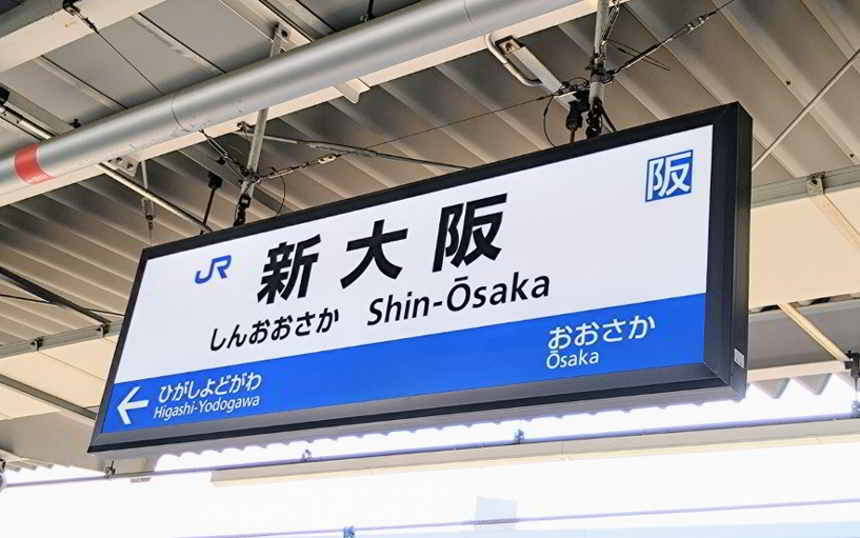 JR
新大阪
阪
しんおおさか Shin-Ōsaka
ひがしよどがわ
Higashi-Yodogawa
おおさか
Ōsaka